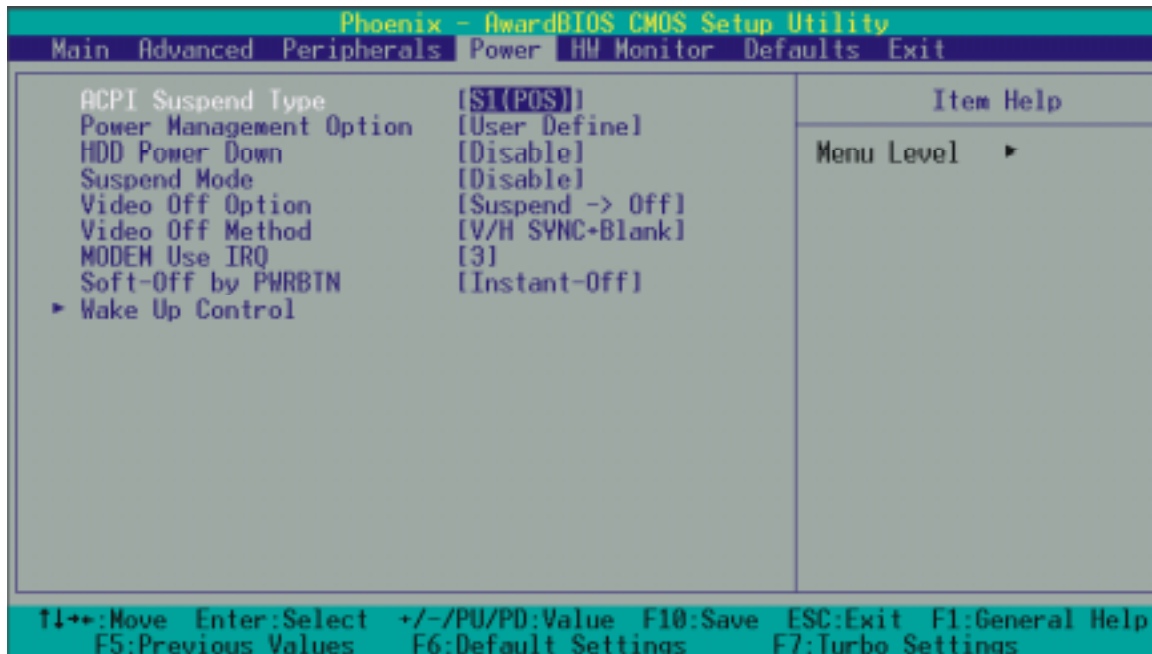 Phoenix - AwardBIOS CMOS Setup Utility
Main Advanced Peripherals Power HW Monitor Defaults Exit
ACPI Suspend Type [S1(POS)]
Power Management Option [User Define]
HDD Power Down [Disable]
Suspend Mode [Disable]
Video Off Option [Suspend -> Off]
Video Off Method [V/H SYNC+Blank]
MODEM Use IRQ [3]
Soft-Off by PWRBTN [Instant-Off]
▶ Wake Up Control
Item Help
Menu Level ▶
↑↓→←:Move Enter:Select +/-/PU/PD:Value F10:Save ESC:Exit F1:General Help
F5:Previous Values F6:Default Settings F7:Turbo Settings